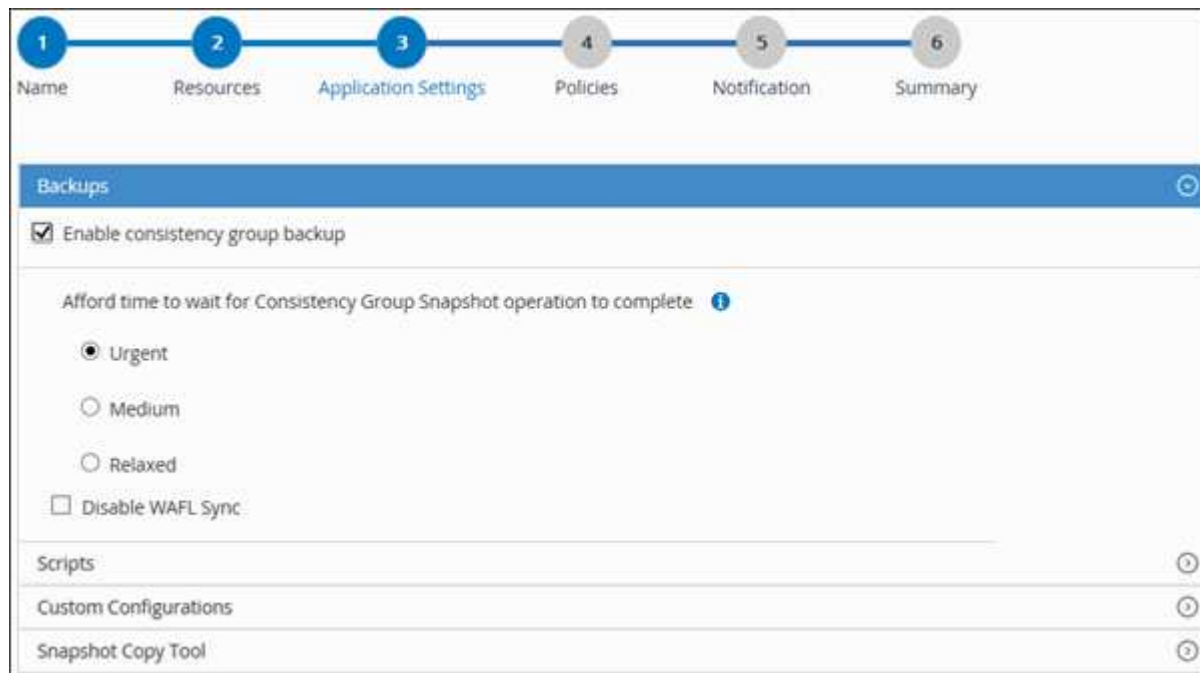 1 2 3 4 5 6
Name Resources Application Settings Policies Notification Summary
Backups
Enable consistency group backup
Afford time to wait for Consistency Group Snapshot operation to complete
Urgent
Medium
Relaxed
Disable WAFL Sync
Scripts
Custom Configurations
Snapshot Copy Tool